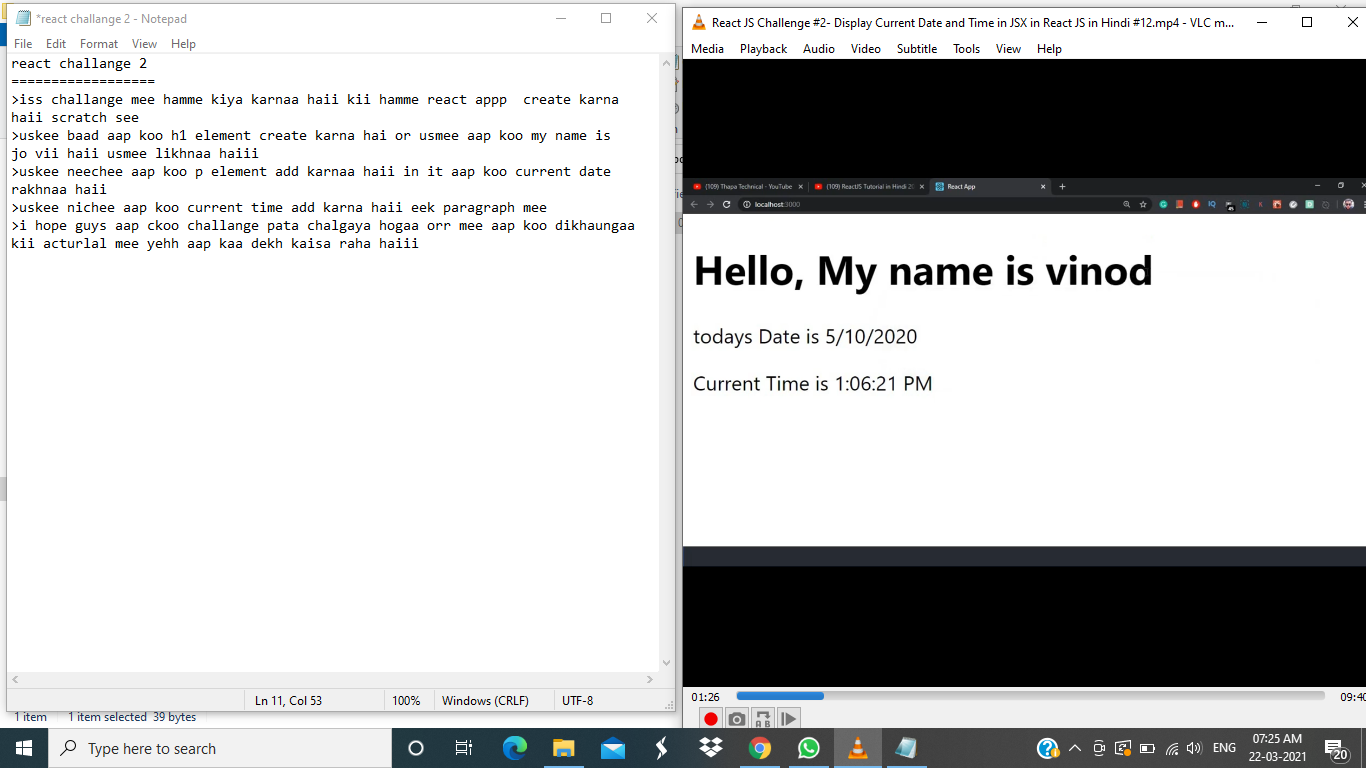 *react challange 2 - Notepad
File Edit Format View Help
react challange 2
==================
>iss challange mee hamme kiya karnaa haii kii hamme react appp  create karna
haii scratch see
>uskee baad aap koo h1 element create karna hai or usmee aap koo my name is
jo vii haii usmee likhnaa haiii
>uskee neechee aap koo p element add karnaa haii in it aap koo current date
rakhnaa haii
>uskee nichee aap koo current time add karna haii eek paragraph mee
>i hope guys aap ckoo challange pata chalgaya hogaa orr mee aap koo dikhaungaa
kii acturlal mee yehh aap kaa dekh kaisa raha haiii
Ln 11, Col 53 100% Windows (CRLF) UTF-8
1 item 1 item selected 39 bytes
React JS Challenge #2- Display Current Date and Time in JSX in React JS in Hindi #12.mp4 - VLC m...
Media Playback Audio Video Subtitle Tools View Help
(109) Thapa Technical - YouTube (109) ReactJS Tutorial in Hindi React App
localhost:3000
Hello, My name is vinod
todays Date is 5/10/2020
Current Time is 1:06:21 PM
01:26 09:40
Type here to search
ENG 07:25 AM
22-03-2021
20